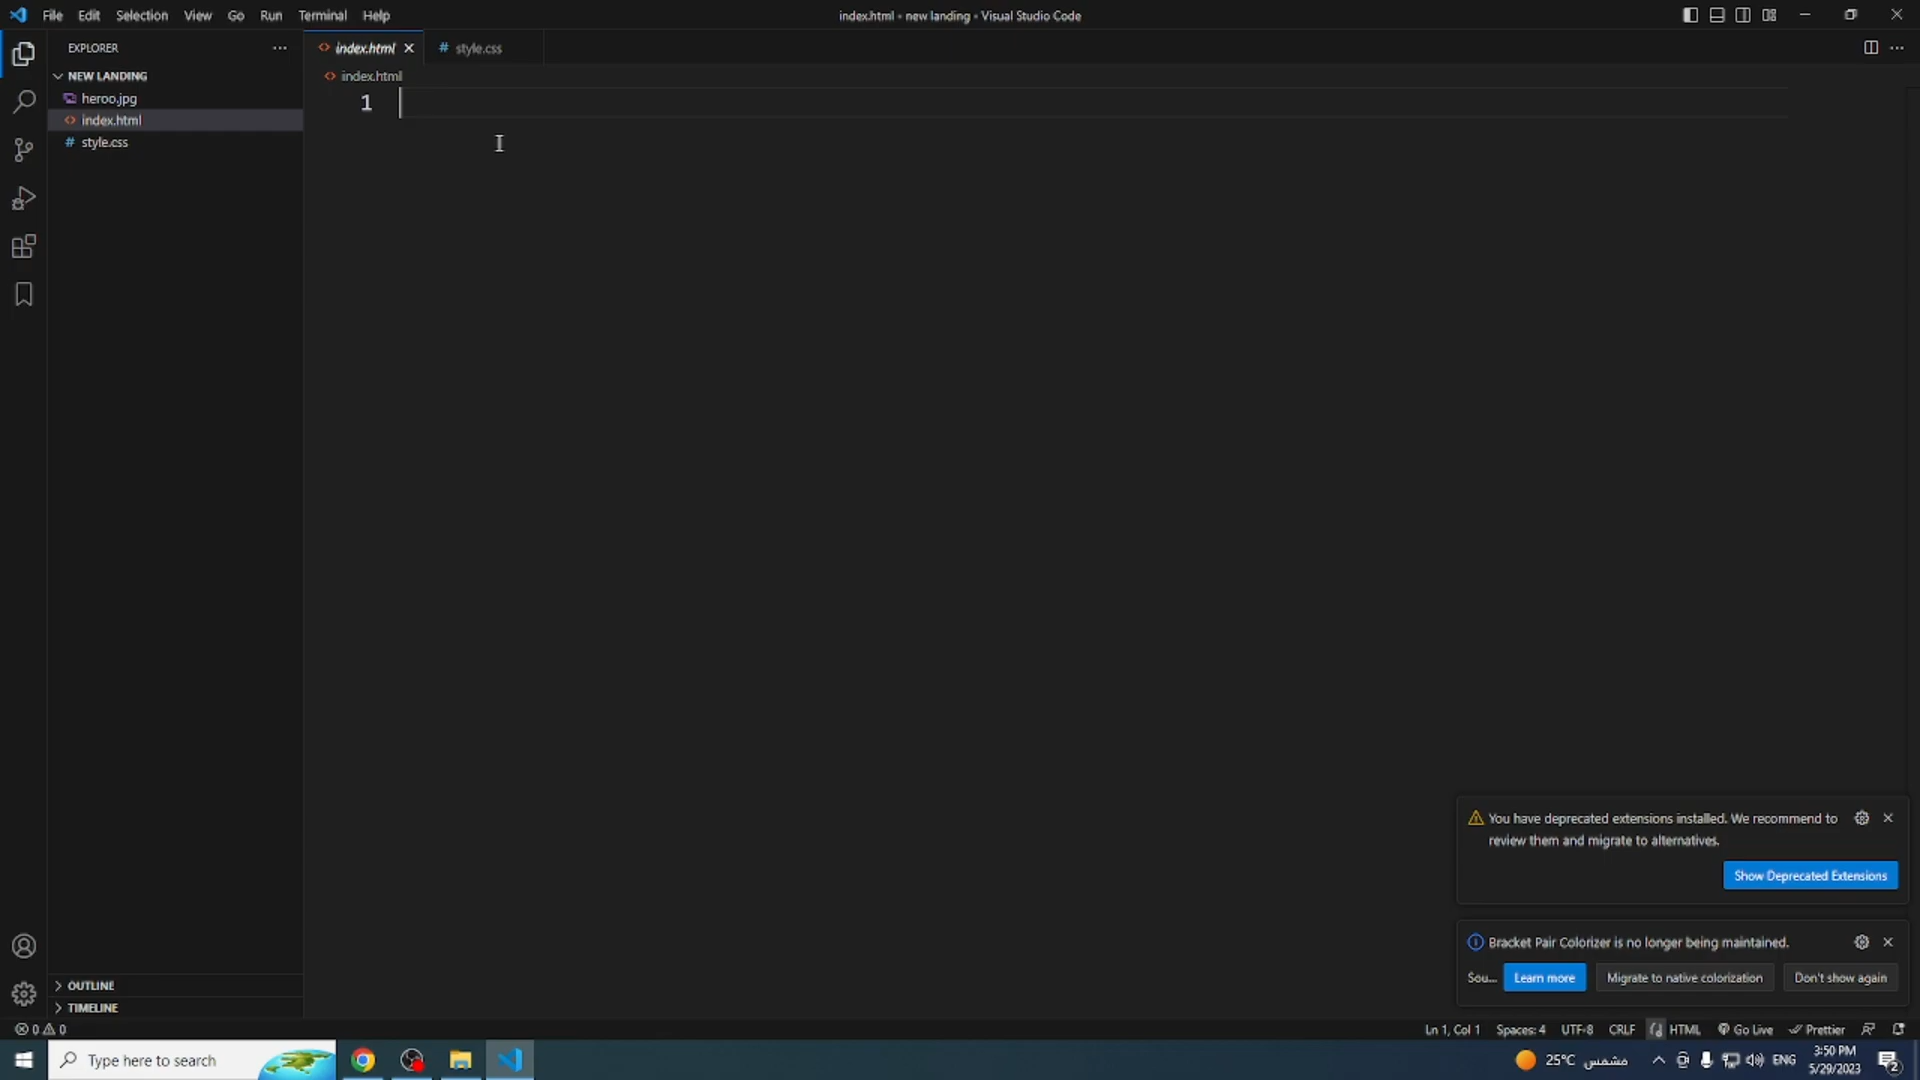 File Edit Selection View Go Run Terminal Help
index.html - new landing - Visual Studio Code
EXPLORER
index.html
style.css
NEW LANDING
index.html
heroo.jpg
1
index.html
style.css
You have deprecated extensions installed. We recommend to
review them and migrate to alternatives.
Show Deprecated Extensions
Bracket Pair Colorizer is no longer being maintained.
Sou... Learn more Migrate to native colorization Don't show again
OUTLINE
TIMELINE
0 0
Ln 1, Col 1 Spaces: 4 UTF-8 CRLF HTML Go Live Prettier
Type here to search
25°C مشمس
ENG
3:50 PM
5/29/2023
2